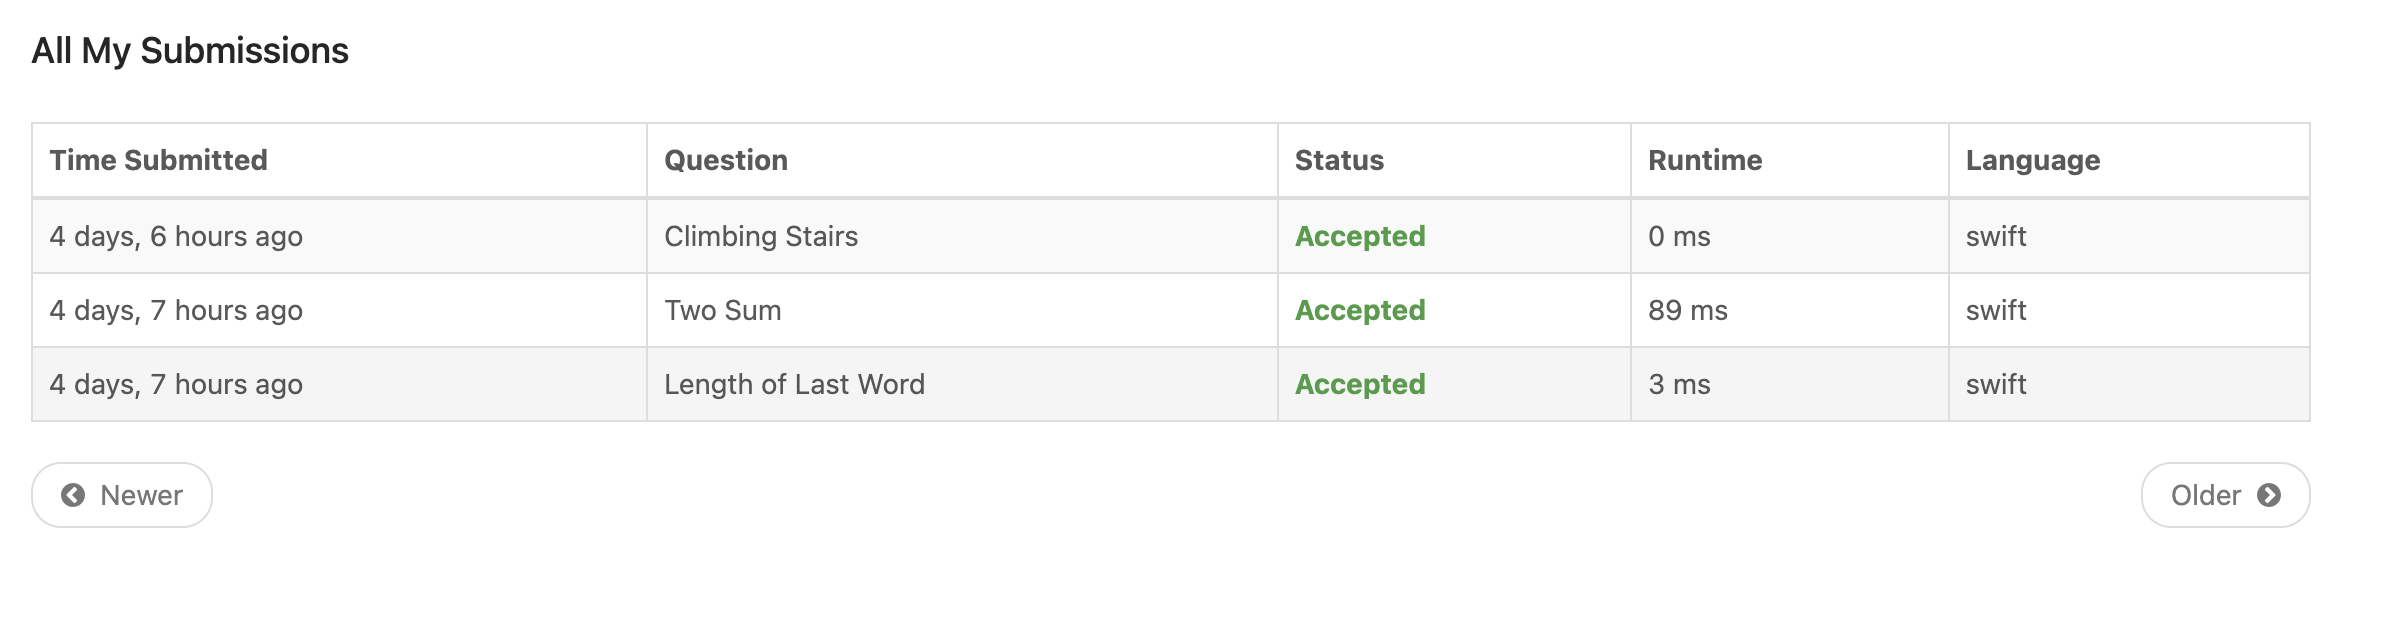 All My Submissions
Time Submitted Question Status Runtime Language
4 days, 6 hours ago Climbing Stairs Accepted 0 ms swift
4 days, 7 hours ago Two Sum Accepted 89 ms swift
4 days, 7 hours ago Length of Last Word Accepted 3 ms swift
Newer Older